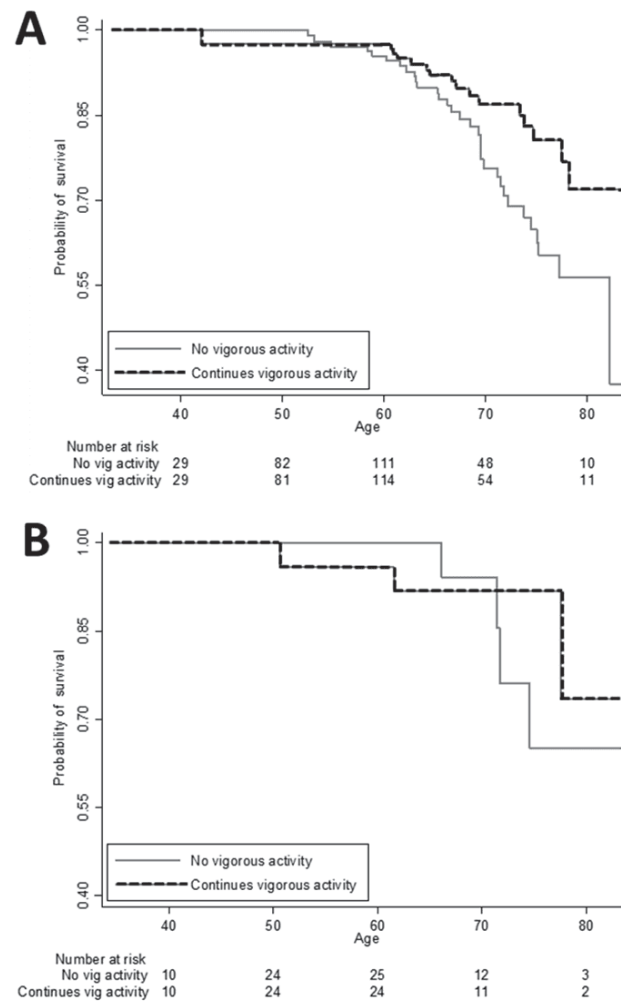 A
Probability of survival
1.00
0.85
0.70
0.55
0.40
No vigorous activity
Continues vigorous activity
40 50 60 70 80
Age
Number at risk
No vig activity 29 82 111 48 10
Continues vig activity 29 81 114 54 11
B
Probability of survival
1.00
0.85
0.70
0.55
0.40
No vigorous activity
Continues vigorous activity
40 50 60 70 80
Age
Number at risk
No vig activity 10 24 25 12 3
Continues vig activity 10 24 24 11 2